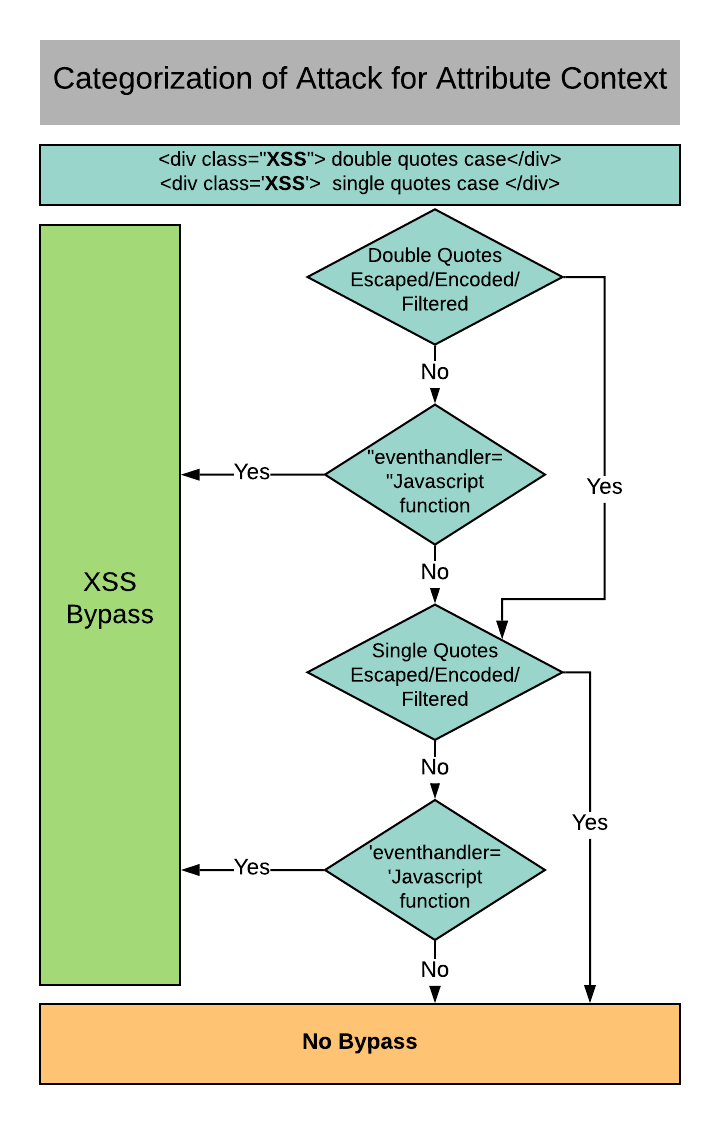 Categorization of Attack for Attribute Context
<div class="XSS"> double quotes case</div>
<div class='XSS'>  single quotes case </div>
Double Quotes
Escaped/Encoded/
Filtered
No
"eventhandler=
"Javascript
function
Yes
Yes
No
XSS
Bypass
Single Quotes
Escaped/Encoded/
Filtered
No
Yes
'eventhandler=
'Javascript
function
Yes
No
No Bypass